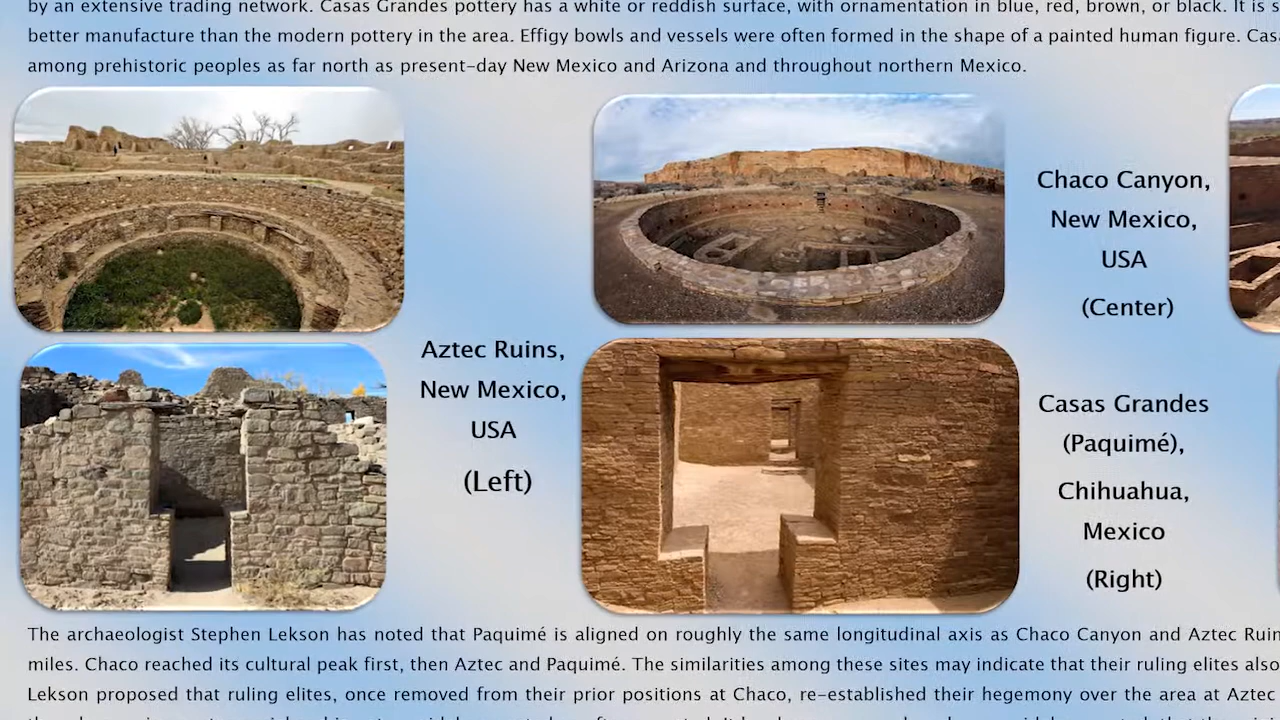 by an extensive trading network. Casas Grandes pottery has a white or reddish surface, with ornamentation in blue, red, brown, or black. It is
better manufacture than the modern pottery in the area. Effigy bowls and vessels were often formed in the shape of a painted human figure.
among prehistoric peoples as far north as present-day New Mexico and Arizona and throughout northern Mexico.
Chaco Canyon,
New Mexico,
USA
(Center)
Aztec Ruins,
New Mexico,
USA
(Left)
Casas Grandes
(Paquimé),
Chihuahua,
Mexico
(Right)
The archaeologist Stephen Lekson has noted that Paquimé is aligned on roughly the same longitudinal axis as Chaco Canyon and Aztec
miles. Chaco reached its cultural peak first, then Aztec and Paquimé. The similarities among these sites may indicate that their ruling elites also
Lekson proposed that ruling elites, once removed from their prior positions at Chaco, re-established their hegemony over the area at Aztec